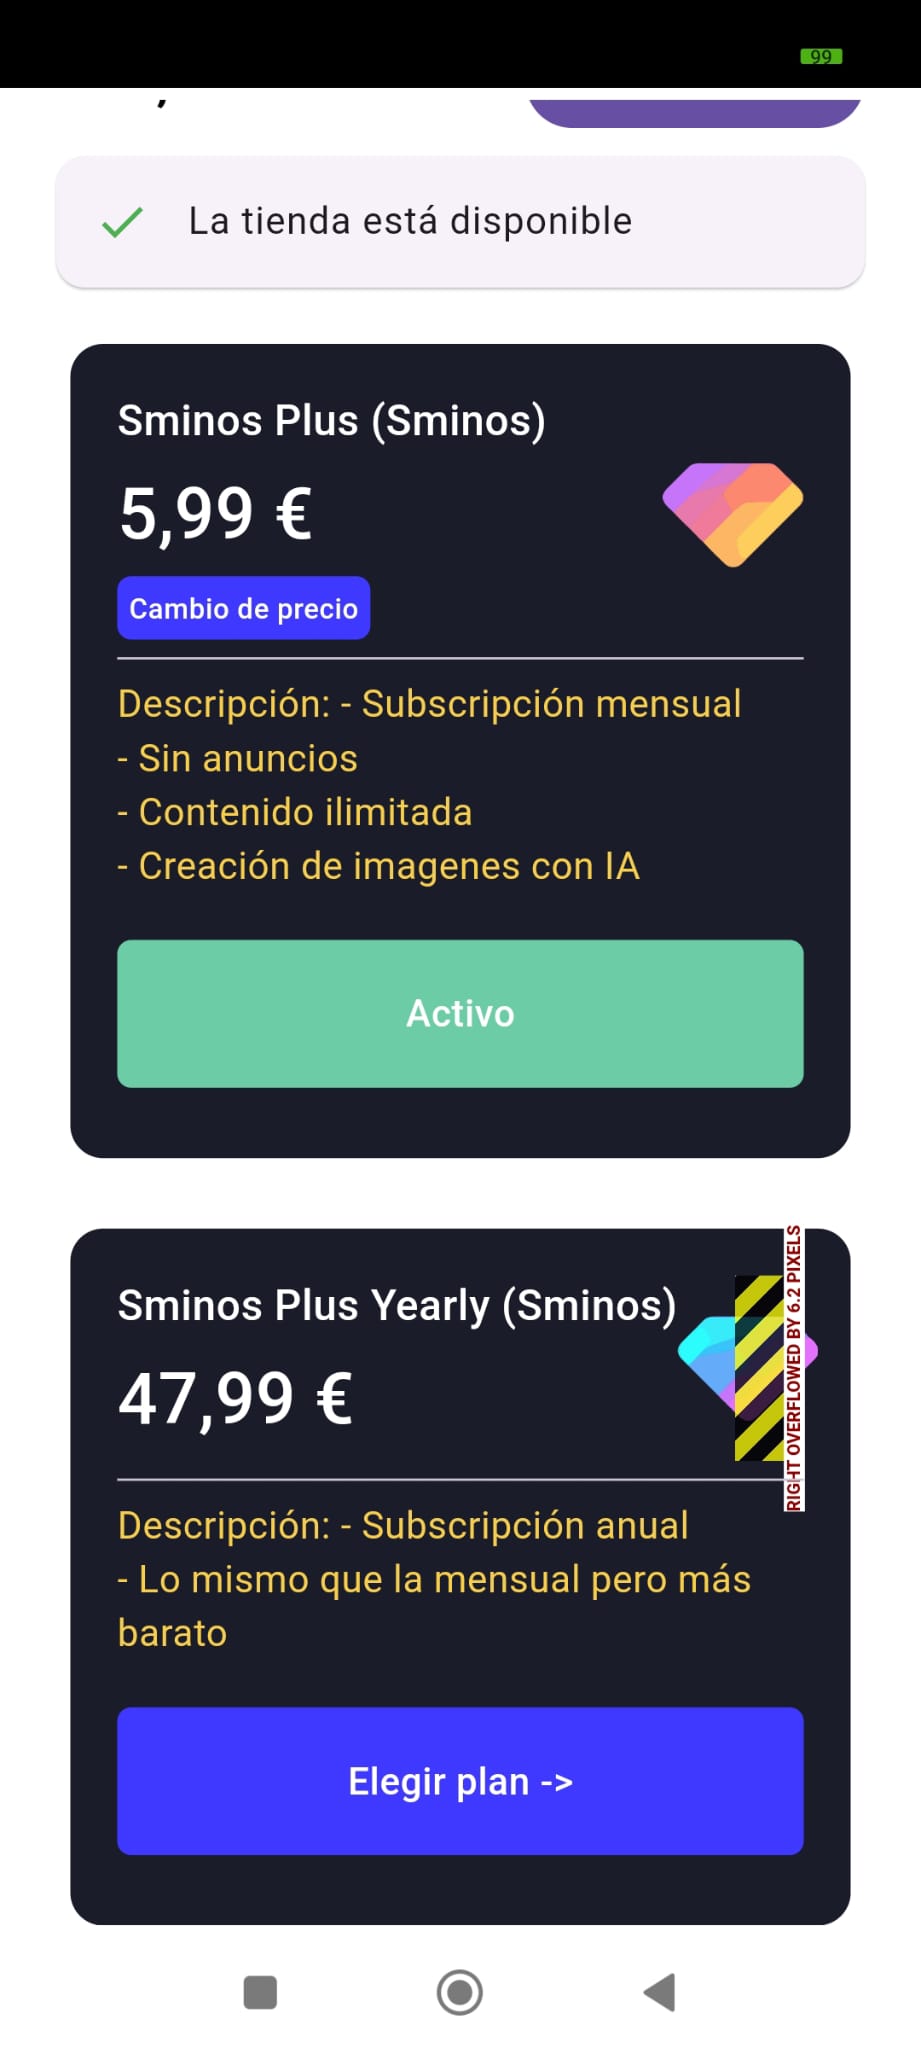 99
La tienda está disponible
Sminos Plus (Sminos)
5,99 €
Cambio de precio
Descripción: - Subscripción mensual
- Sin anuncios
- Contenido ilimitada
- Creación de imagenes con IA
Activo
Sminos Plus Yearly (Sminos)
47,99 €
RIGHT OVERFLOWED BY 6.2 PIXELS
Descripción: - Subscripción anual
- Lo mismo que la mensual pero más
barato
Elegir plan ->